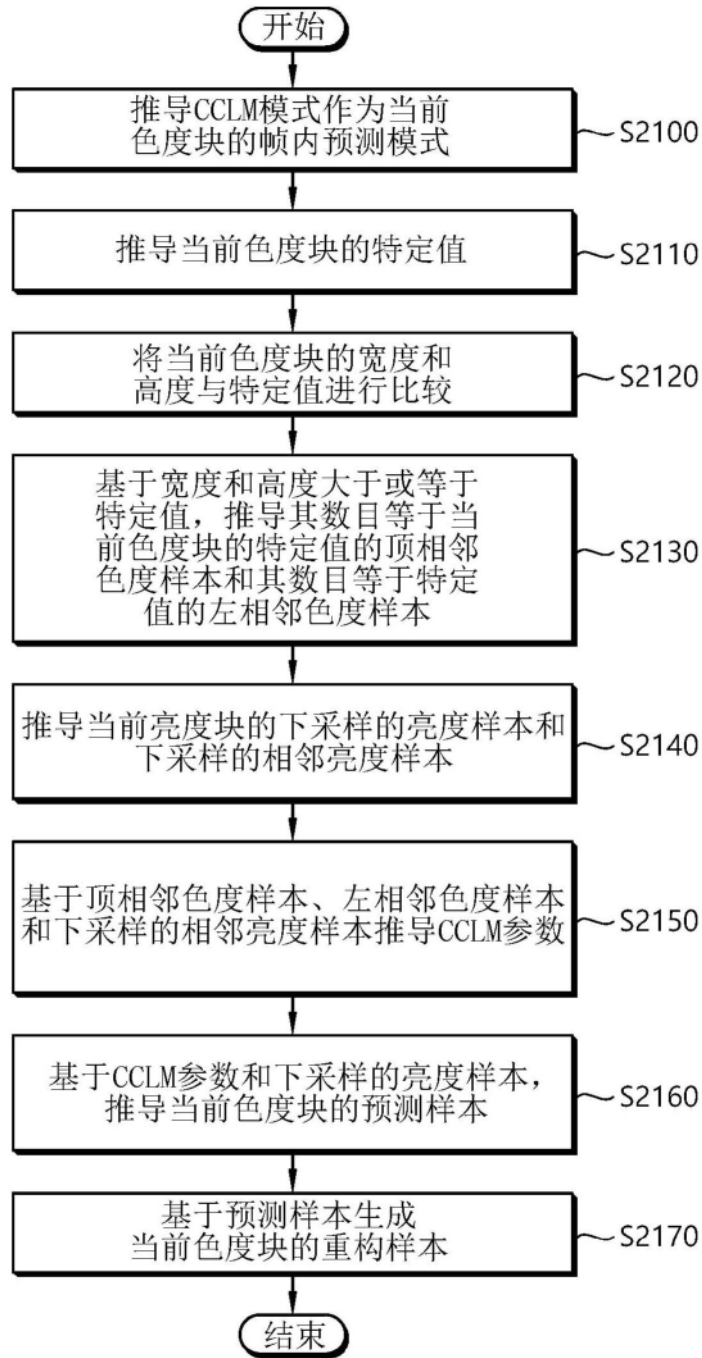 开始
推导CCLM模式作为当前
色度块的帧内预测模式
S2100
推导当前色度块的特定值
S2110
将当前色度块的宽度和
高度与特定值进行比较
S2120
基于宽度和高度大于或等于
特定值，推导其数目等于当
前色度块的特定值的顶相邻
色度样本和其数目等于特定
值的左相邻色度样本
S2130
推导当前亮度块的下采样的亮度样本和
下采样的相邻亮度样本
S2140
基于顶相邻色度样本、左相邻色度样本
和下采样的相邻亮度样本推导CCLM参数
S2150
基于CCLM参数和下采样的亮度样本，
推导当前色度块的预测样本
S2160
基于预测样本生成
当前色度块的重构样本
S2170
结束